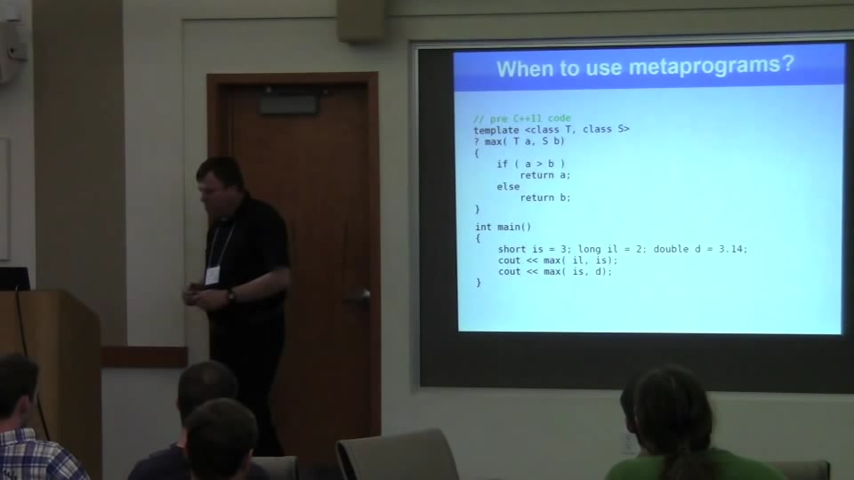 When to use metaprograms?
// pre C++11 code
template <class T, class S>
? max( T a, S b)
{
if ( a > b )
return a;
else
return b;
}
int main()
{
short is = 3; long il = 2; double d = 3.14;
cout << max( il, is);
cout << max( is, d);
}